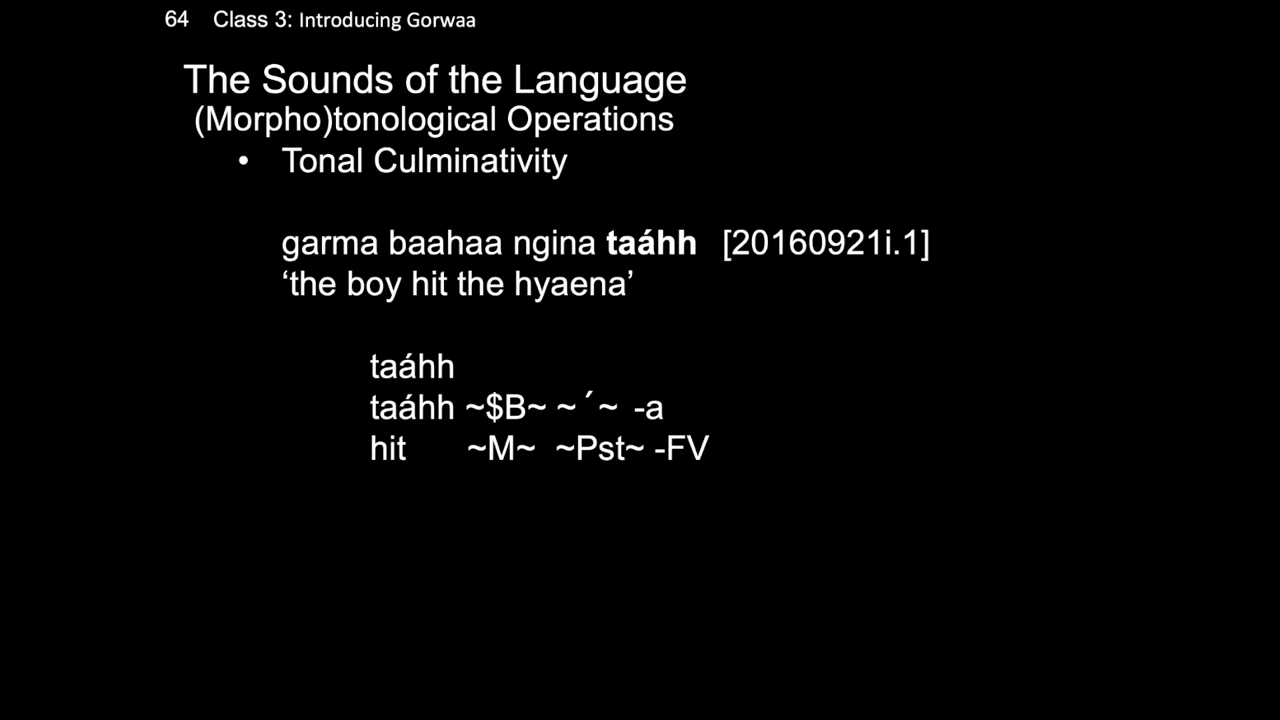 64 Class 3: Introducing Gorwaa
The Sounds of the Language
(Morpho)tonological Operations
• Tonal Culminativity
garma baahaa ngina taáhh [20160921i.1]
‘the boy hit the hyaena’
taáhh
taáhh ~$B~ ~ˊ~ -a
hit ~M~ ~Pst~ -FV